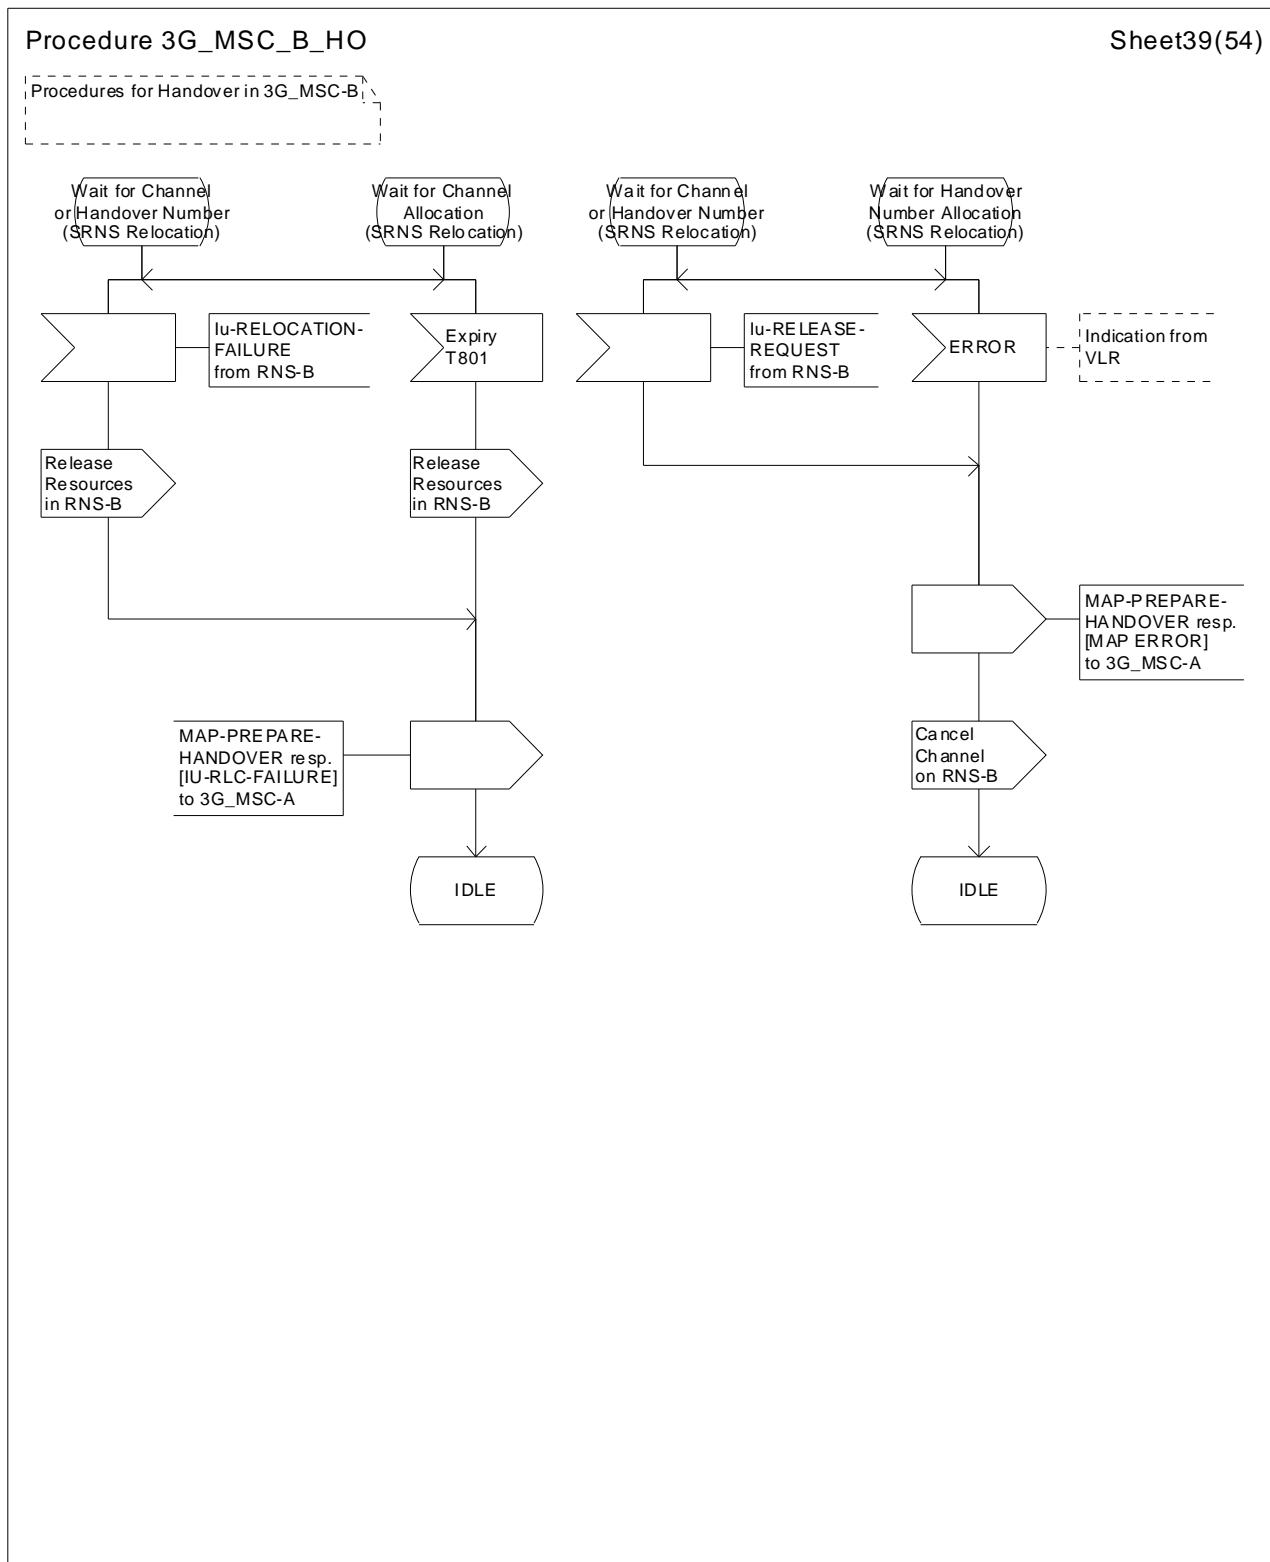 Procedure 3G_MSC_B_HO
Sheet39(54)
Procedures for Handover in 3G_MSC-B
Wait for Channel
or Handover Number
(SRNS Relocation)
Wait for Channel
Allocation
(SRNS Relocation)
Wait for Channel
or Handover Number
(SRNS Relocation)
Wait for Handover
Number Allocation
(SRNS Relocation)
Iu-RELOCATION-
FAILURE
from RNS-B
Expiry
T801
Iu-RELEASE-
REQUEST
from RNS-B
ERROR
Indication from
VLR
Release
Resources
in RNS-B
Release
Resources
in RNS-B
MAP-PREPARE-
HANDOVER resp.
[MAP ERROR]
to 3G_MSC-A
MAP-PREPARE-
HANDOVER resp.
[IU-RLC-FAILURE]
to 3G_MSC-A
Cancel
Channel
on RNS-B
IDLE
IDLE